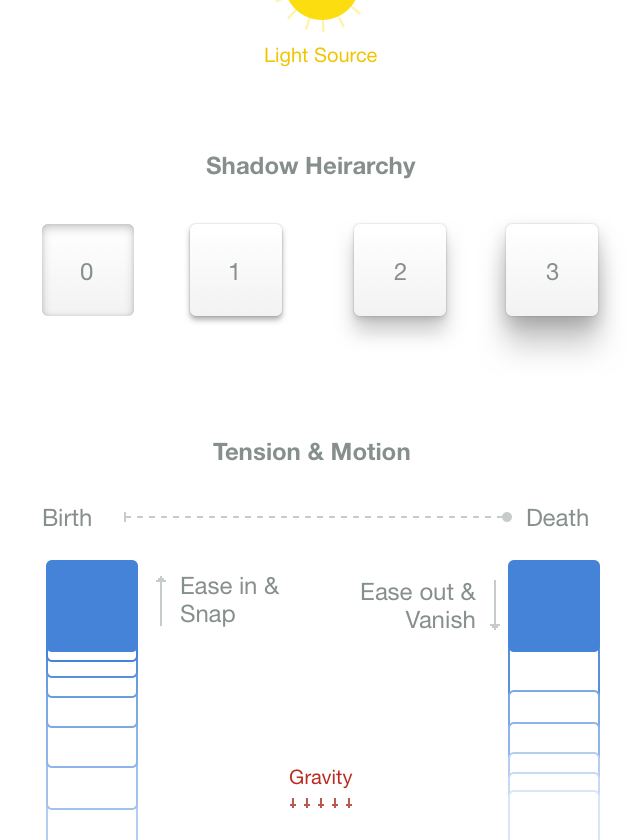 Light Source
Shadow Heirarchy
0 1 2 3
Tension & Motion
Birth Death
Ease in &
Snap
Ease out &
Vanish
Gravity